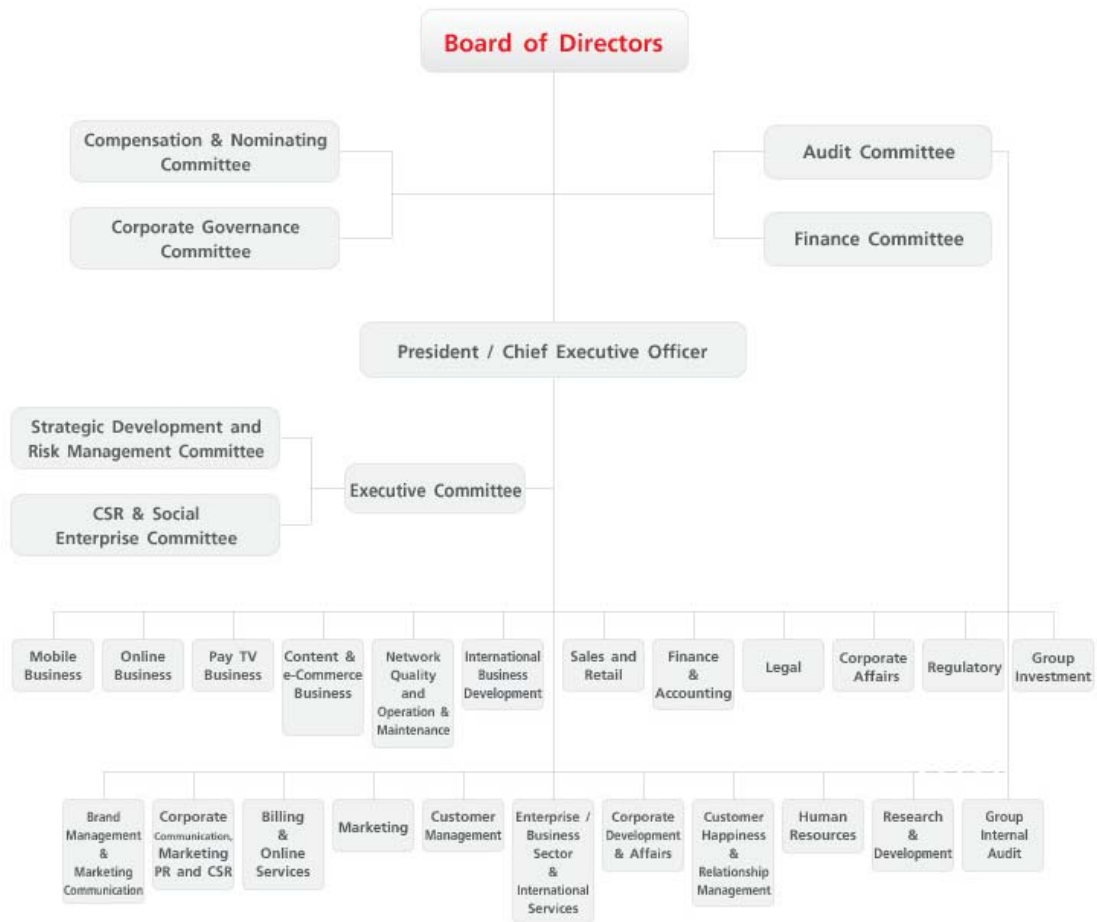 Board of Directors
Compensation & Nominating
Committee
Audit Committee
Corporate Governance
Committee
Finance Committee
President / Chief Executive Officer
Strategic Development and
Risk Management Committee
Executive Committee
CSR & Social
Enterprise Committee
Mobile
Business
Online
Business
Pay TV
Business
Content &
e-Commerce
Business
Network
Quality
and
Operation &
Maintenance
International
Business
Development
Sales and
Retail
Finance
&
Accounting
Legal
Corporate
Affairs
Regulatory
Group
Investment
Brand
Management
&
Marketing
Communication
Corporate
Communication,
Marketing
PR and CSR
Billing
&
Online
Services
Marketing
Customer
Management
Enterprise /
Business
Sector
&
International
Services
Corporate
Development
& Affairs
Customer
Happiness
&
Relationship
Management
Human
Resources
Research
&
Development
Group
Internal
Audit